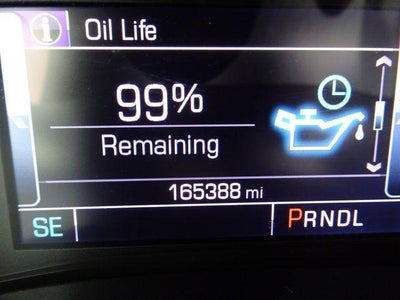 i Oil Life
99%
Remaining
165388 mi
SE PRNDL